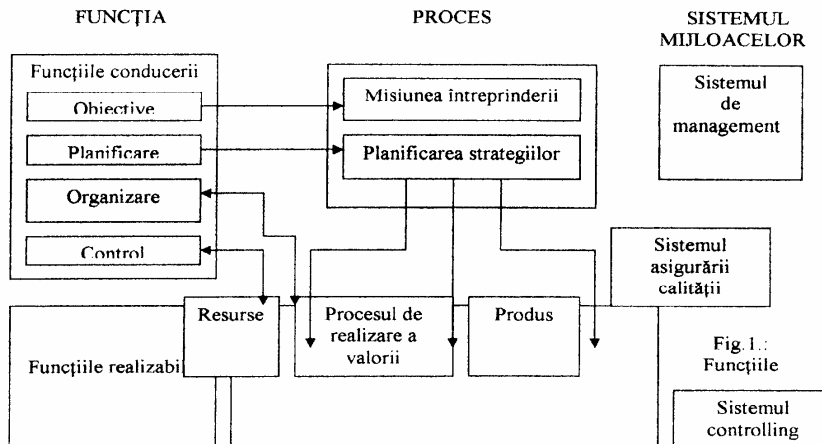 FUNCȚIA
PROCES
SISTEMUL
MIJLOACELOR
Funcțiile conducerii
Obiective
Planificare
Organizare
Control
Misiunea întreprinderii
Planificarea strategiilor
Sistemul
de
management
Sistemul
asigurării
calității
Resurse
Procesul de
realizare a
valorii
Produs
Funcțiile realizabil
Fig.1.:
Funcțiile
Sistemul
controlling